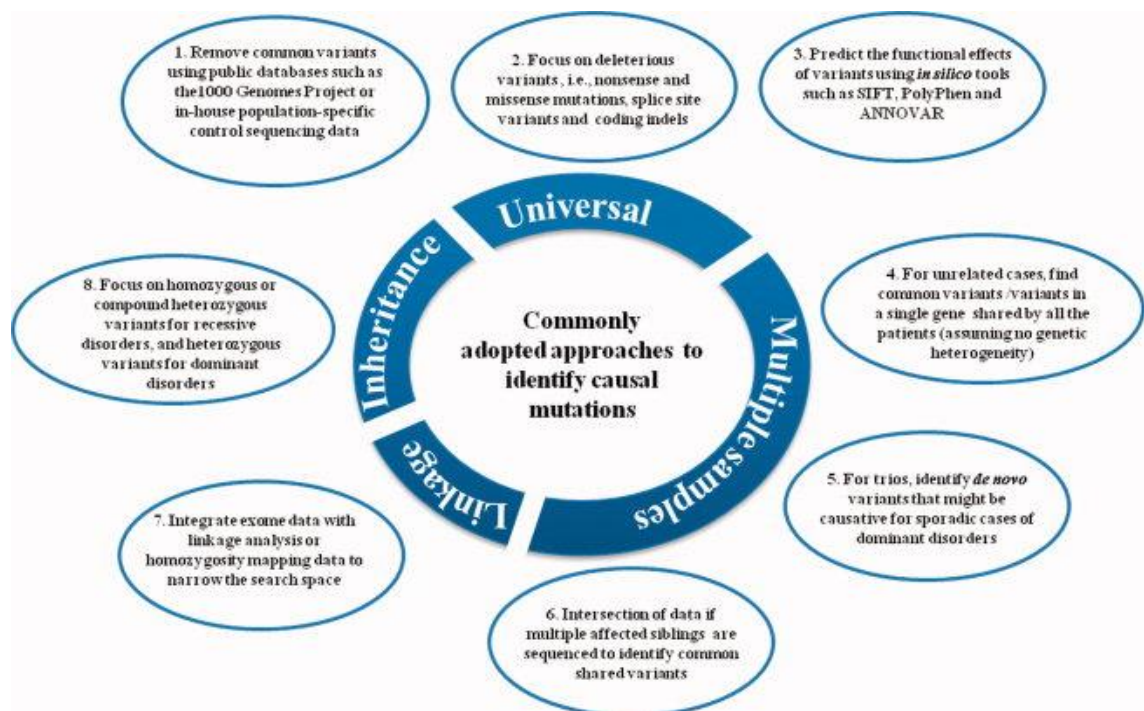 1. Remove common variants
using public databases such as
the1000 Genomes Project or
in-house population-specific
control sequencing data
2. Focus on deleterious
variants , i.e., nonsense and
missense mutations, splice site
variants and coding indels
3. Predict the functional effects
of variants using in silico tools
such as SIFT, PolyPhen and
ANNOVAR
Universal
Inheritance
Multiple samples
Linkage
Commonly
adopted approaches to
identify causal
mutations
4. For unrelated cases, find
common variants /variants in
a single gene shared by all the
patients (assuming no genetic
heterogeneity)
5. For trios, identify de novo
variants that might be
causative for sporadic cases of
dominant disorders
6. Intersection of data if
multiple affected siblings are
sequenced to identify common
shared variants
7. Integrate exome data with
linkage analysis or
homozygosity mapping data to
narrow the search space
8. Focus on homozygous or
compound heterozygous
variants for recessive
disorders, and heterozygous
variants for dominant
disorders